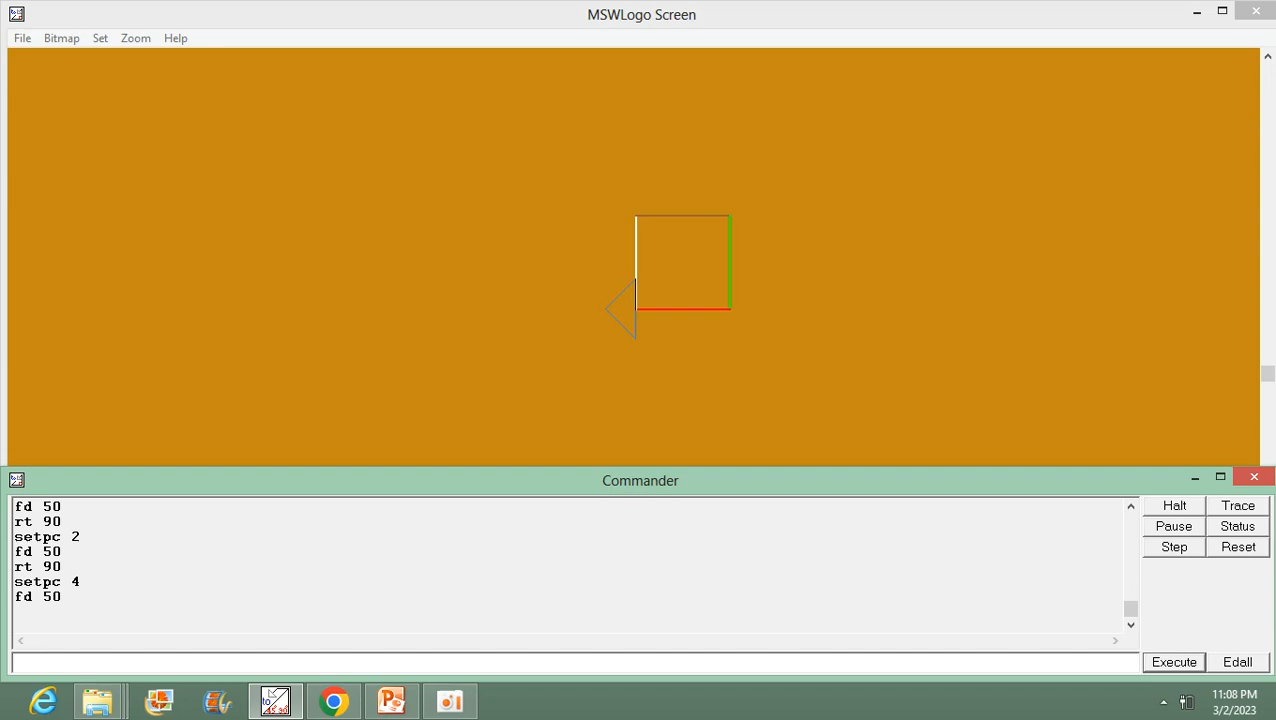 MSWLogo Screen
File Bitmap Set Zoom Help
Commander
fd 50
rt 90
setpc 2
fd 50
rt 90
setpc 4
fd 50
Halt Trace
Pause Status
Step Reset
Execute Edall
11:08 PM
3/2/2023